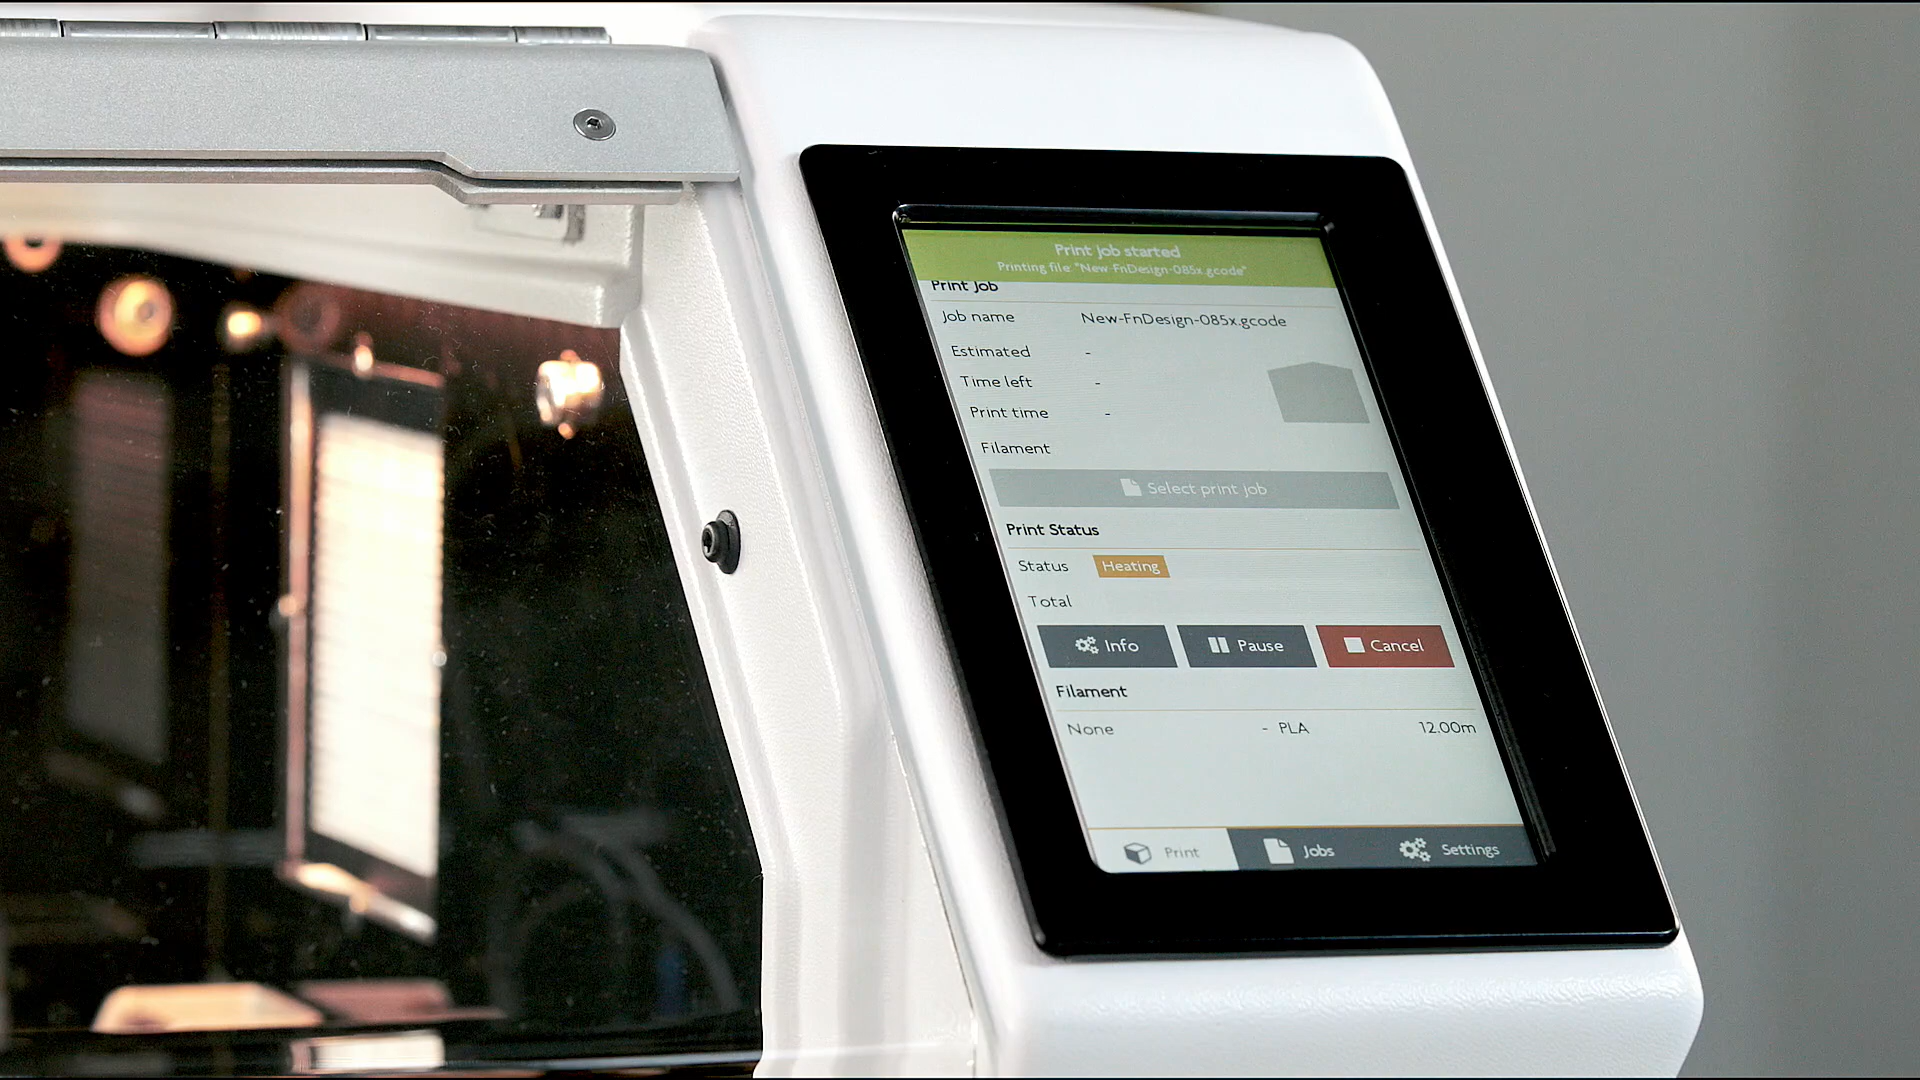 Print job started
Printing file "New-FnDesign-085x.gcode"
Print Job
Job name New-FnDesign-085x.gcode
Estimated -
Time left -
Print time -
Filament
Select print job
Print Status
Status Heating
Total
Info Pause Cancel
Filament
None - PLA 12.00m
Print Jobs Settings